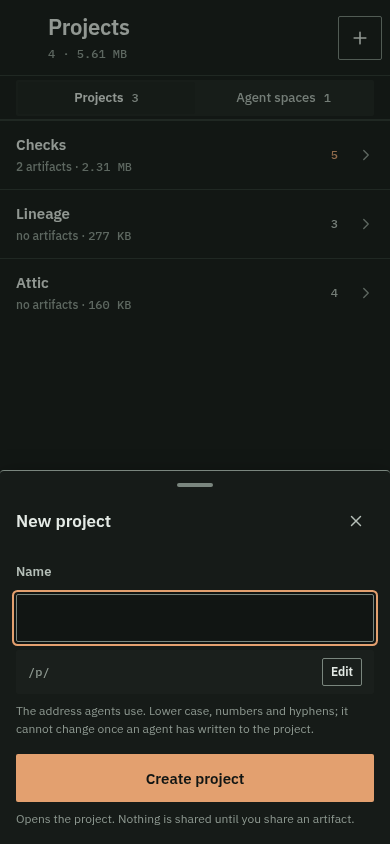 Projects
4 · 5.61 MB
Projects 3
Agent spaces 1
Checks
2 artifacts · 2.31 MB
5
Lineage
no artifacts · 277 KB
3
Attic
no artifacts · 160 KB
4
New project
Name
/p/
Edit
The address agents use. Lower case, numbers and hyphens; it
cannot change once an agent has written to the project.
Create project
Opens the project. Nothing is shared until you share an artifact.